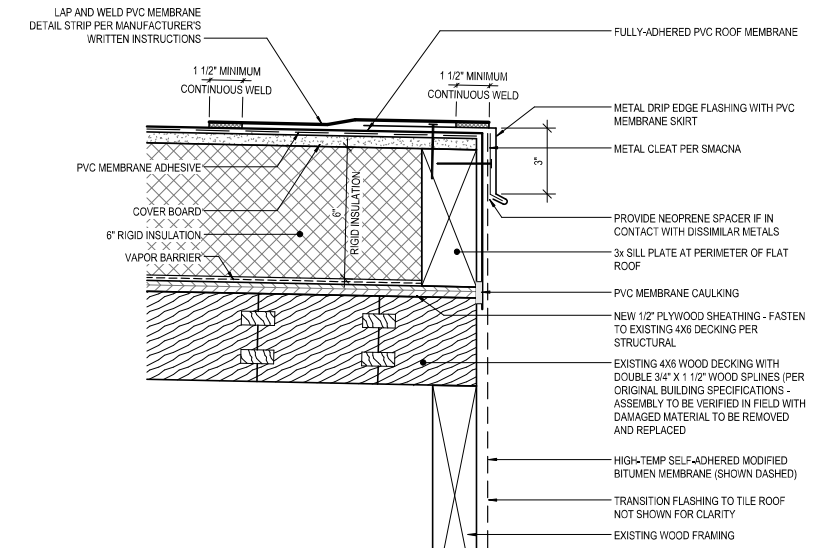 LAP AND WELD PVC MEMBRANE
DETAIL STRIP PER MANUFACTURER'S
WRITTEN INSTRUCTIONS
1 1/2" MINIMUM
CONTINUOUS WELD
1 1/2" MINIMUM
CONTINUOUS WELD
PVC MEMBRANE ADHESIVE
COVER BOARD
6" RIGID INSULATION
VAPOR BARRIER
6"
RIGID INSULATION
3"
FULLY-ADHERED PVC ROOF MEMBRANE
METAL DRIP EDGE FLASHING WITH PVC
MEMBRANE SKIRT
METAL CLEAT PER SMACNA
PROVIDE NEOPRENE SPACER IF IN
CONTACT WITH DISSIMILAR METALS
3x SILL PLATE AT PERIMETER OF FLAT
ROOF
PVC MEMBRANE CAULKING
NEW 1/2" PLYWOOD SHEATHING - FASTEN
TO EXISTING 4X6 DECKING PER
STRUCTURAL
EXISTING 4X6 WOOD DECKING WITH
DOUBLE 3/4" X 1 1/2" WOOD SPLINES (PER
ORIGINAL BUILDING SPECIFICATIONS -
ASSEMBLY TO BE VERIFIED IN FIELD WITH
DAMAGED MATERIAL TO BE REMOVED
AND REPLACED
HIGH-TEMP SELF-ADHERED MODIFIED
BITUMEN MEMBRANE (SHOWN DASHED)
TRANSITION FLASHING TO TILE ROOF
NOT SHOWN FOR CLARITY
EXISTING WOOD FRAMING